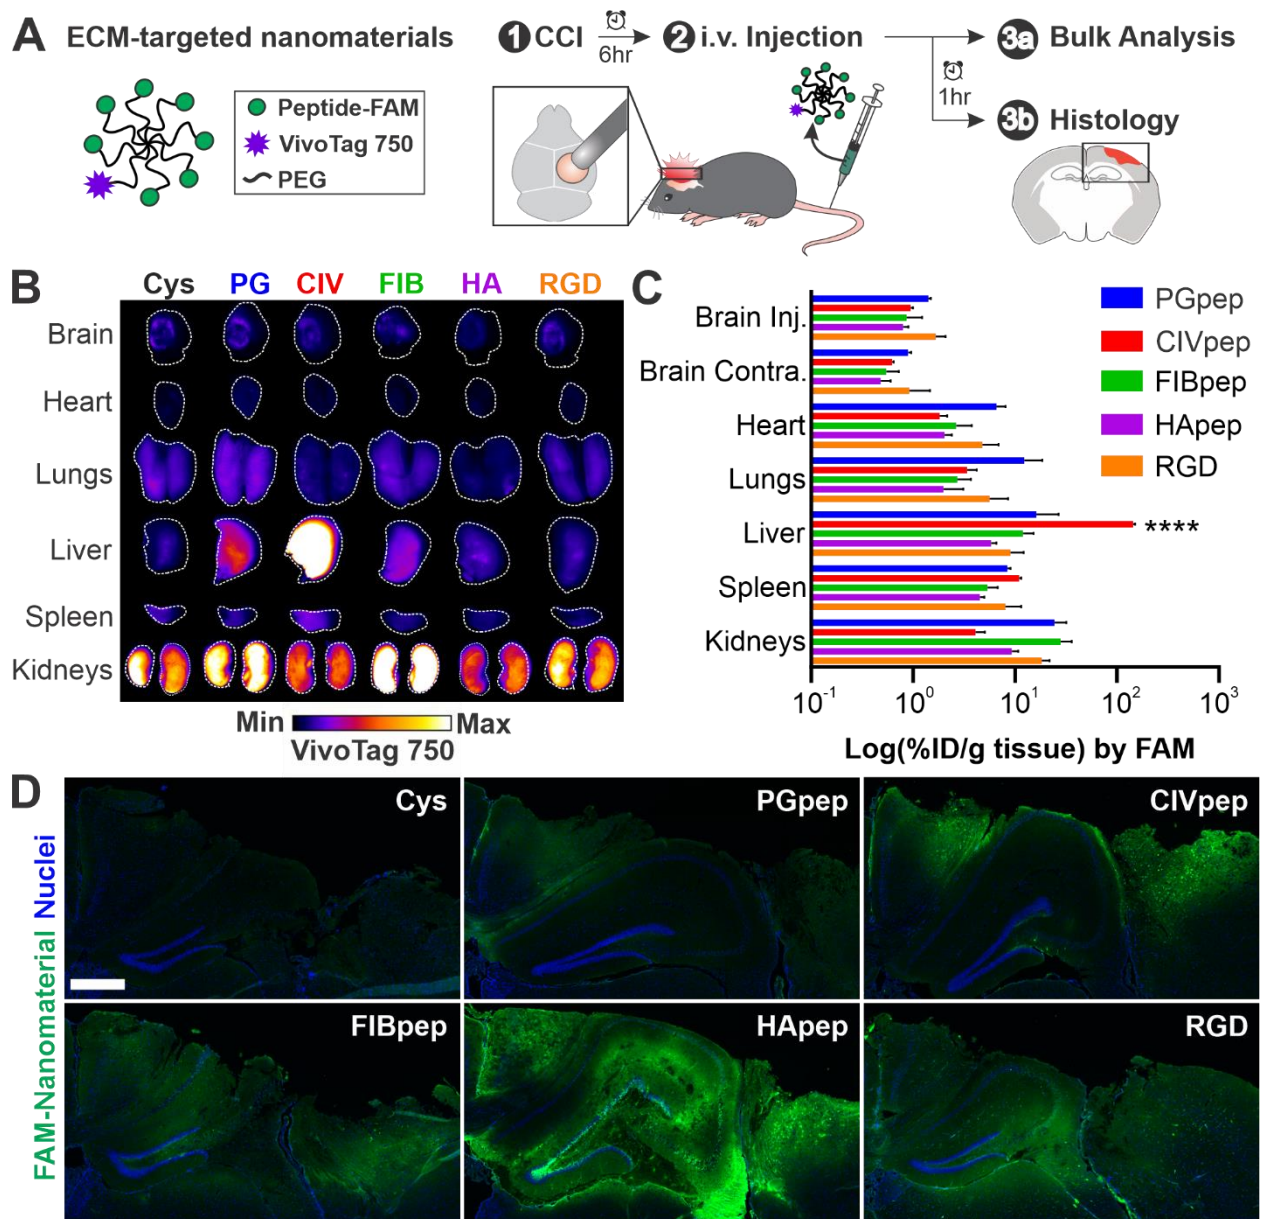 A
ECM-targeted nanomaterials
Peptide-FAM
VivoTag 750
PEG
1 CCI
6hr
2 i.v. Injection
3a Bulk Analysis
1hr
3b Histology
B
Cys PG CIV FIB HA RGD
Brain
Heart
Lungs
Liver
Spleen
Kidneys
Min Max
VivoTag 750
C
Brain Inj.
Brain Contra.
Heart
Lungs
Liver
Spleen
Kidneys
****
PGpep
CIVpep
FIBpep
HApep
RGD
10⁻¹ 10⁰ 10¹ 10² 10³
Log(%ID/g tissue) by FAM
D
FAM-Nanomaterial Nuclei
Cys
PGpep
CIVpep
FIBpep
HApep
RGD